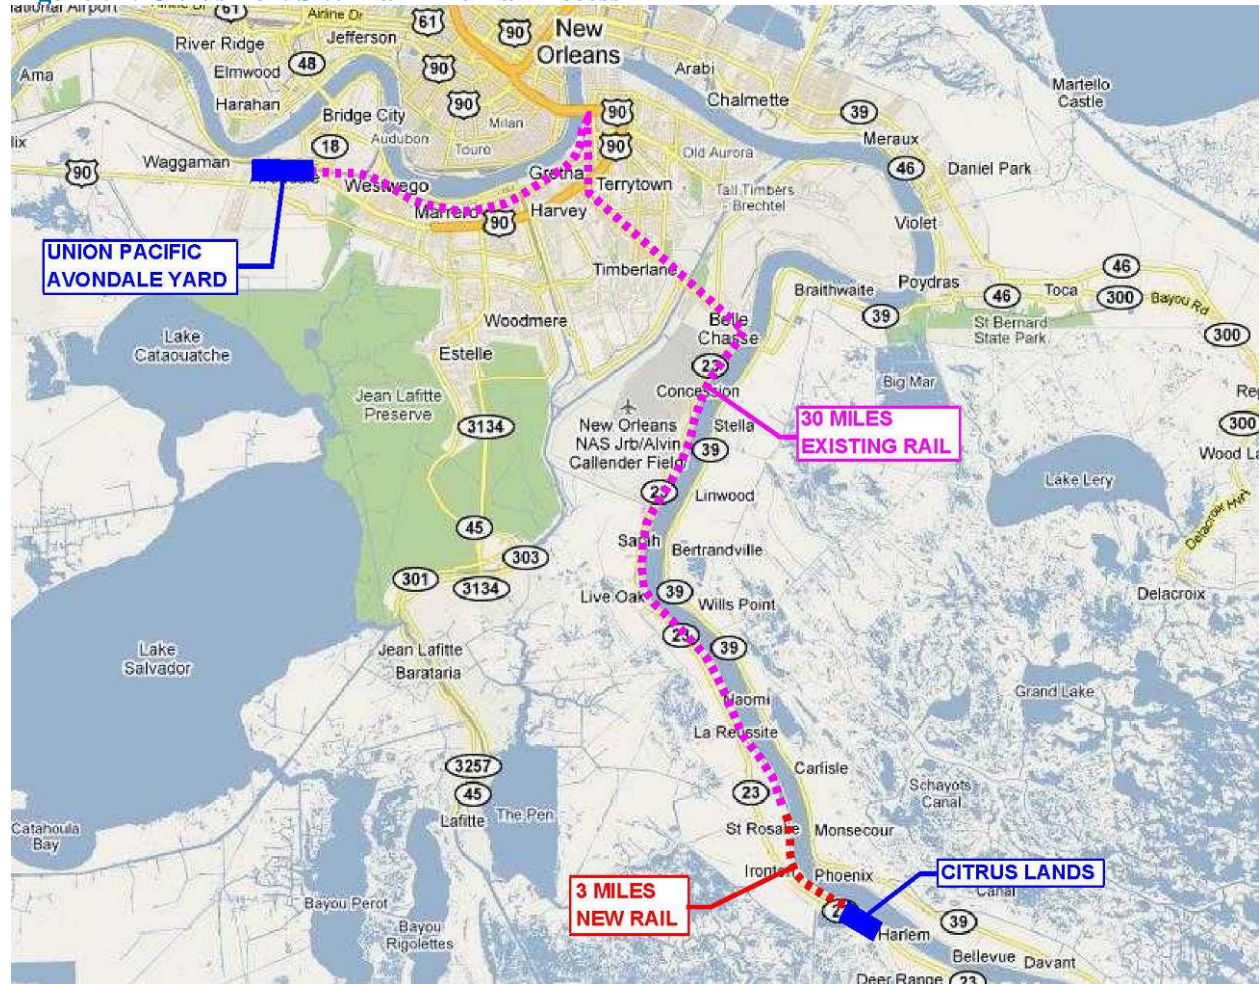 New
Orleans
61
Airline Dr
61
90
Jefferson
River Ridge
48
90
Ama
Elmwood
Arabi
Martello
Castle
Harahan
90
Chalmette
39
Bridge City
Milan
90
Audubon
Meraux
18
Touro
90
Old Aurora
Waggaman
90
46
Daniel Park
Gretna
Westwego
Terrytown
Tall Timbers
Brechtel
Marrero
90
Harvey
Violet
UNION PACIFIC
AVONDALE YARD
Timberlane
Poydras
46
Braithwaite
46
Toca
300
Bayou Rd
39
Woodmere
Belle
Chasse
St Bernard
State Park
Lake
Cataouatche
300
Estelle
23
Big Mar
Jean Lafitte
Preserve
Concession
30 MILES
EXISTING RAIL
3134
New Orleans
NAS Jrb/Alvin
Callender Field
Stella
300
39
Wood La
Lake Lery
23
Linwood
Delacroix Hwy
45
Sarah
Bertrandville
303
301
3134
Live Oak
39
Wills Point
Delacroix
23
39
Lake
Salvador
Jean Lafitte
Barataria
Naomi
Grand Lake
La Reussite
3257
Carlisle
45
23
Schayots
Canal
The Pen
Lafitte
St Rosalie
Monsecour
Catahoula
Bay
Ironton
Phoenix
CITRUS LANDS
Canal
3 MILES
NEW RAIL
Bayou Perot
39
Harlem
Bayou
Rigolettes
Bellevue
Davant
Deer Range
23